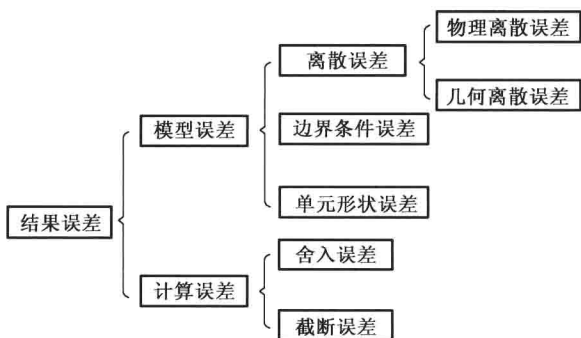 物理离散误差
离散误差
几何离散误差
模型误差
边界条件误差
单元形状误差
结果误差
舍入误差
计算误差
截断误差